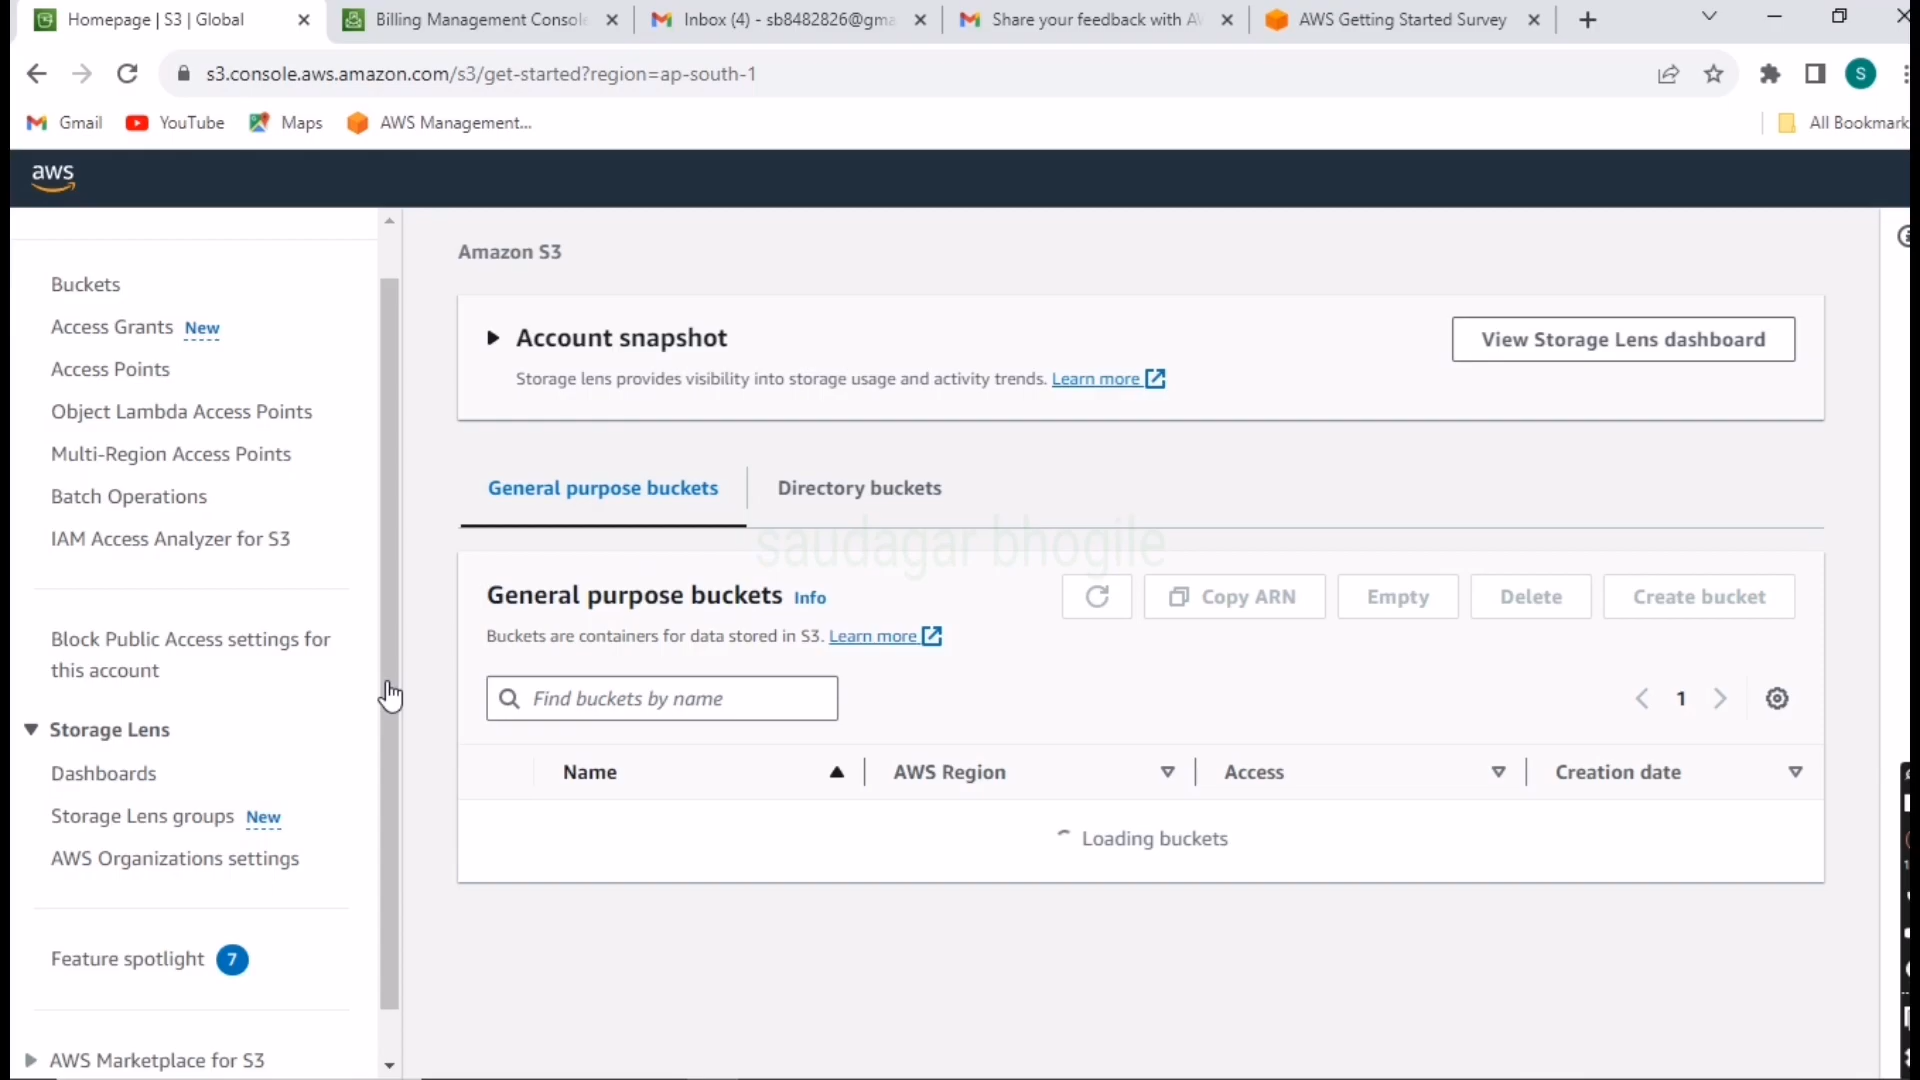 Homepage | S3 | Global
Billing Management Console
Inbox (4) - sb8482826@gma
Share your feedback with AW
AWS Getting Started Survey
s3.console.aws.amazon.com/s3/get-started?region=ap-south-1
S
Gmail
YouTube
Maps
AWS Management...
All Bookmark
aws
Buckets
Access Grants New
Access Points
Object Lambda Access Points
Multi-Region Access Points
Batch Operations
IAM Access Analyzer for S3
Block Public Access settings for
this account
Storage Lens
Dashboards
Storage Lens groups New
AWS Organizations settings
Feature spotlight 7
AWS Marketplace for S3
Amazon S3
Account snapshot
View Storage Lens dashboard
Storage lens provides visibility into storage usage and activity trends. Learn more
General purpose buckets
Directory buckets
saudagar bhogile
General purpose buckets Info
Copy ARN
Empty
Delete
Create bucket
Buckets are containers for data stored in S3. Learn more
Find buckets by name
1
Name
AWS Region
Access
Creation date
Loading buckets